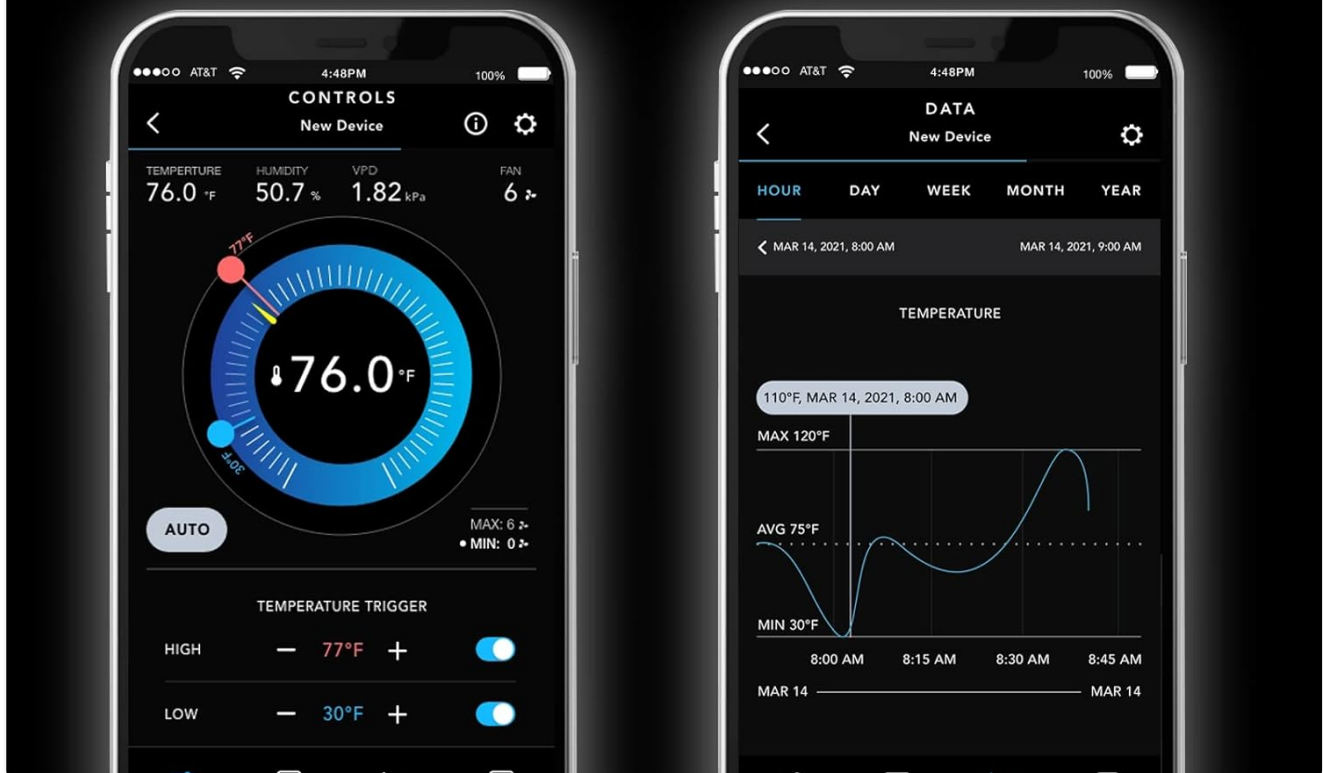 AT&T 4:48PM 100%
CONTROLS
New Device
TEMPERTURE HUMIDITY VPD FAN
76.0 °F 50.7 % 1.82 kPa 6
77°F
76.0 °F
30°F
AUTO
MAX: 6
MIN: 0
TEMPERATURE TRIGGER
HIGH − 77°F +
LOW − 30°F +
AT&T 4:48PM 100%
DATA
New Device
HOUR DAY WEEK MONTH YEAR
MAR 14, 2021, 8:00 AM MAR 14, 2021, 9:00 AM
TEMPERATURE
110°F, MAR 14, 2021, 8:00 AM
MAX 120°F
AVG 75°F
MIN 30°F
8:00 AM 8:15 AM 8:30 AM 8:45 AM
MAR 14 MAR 14